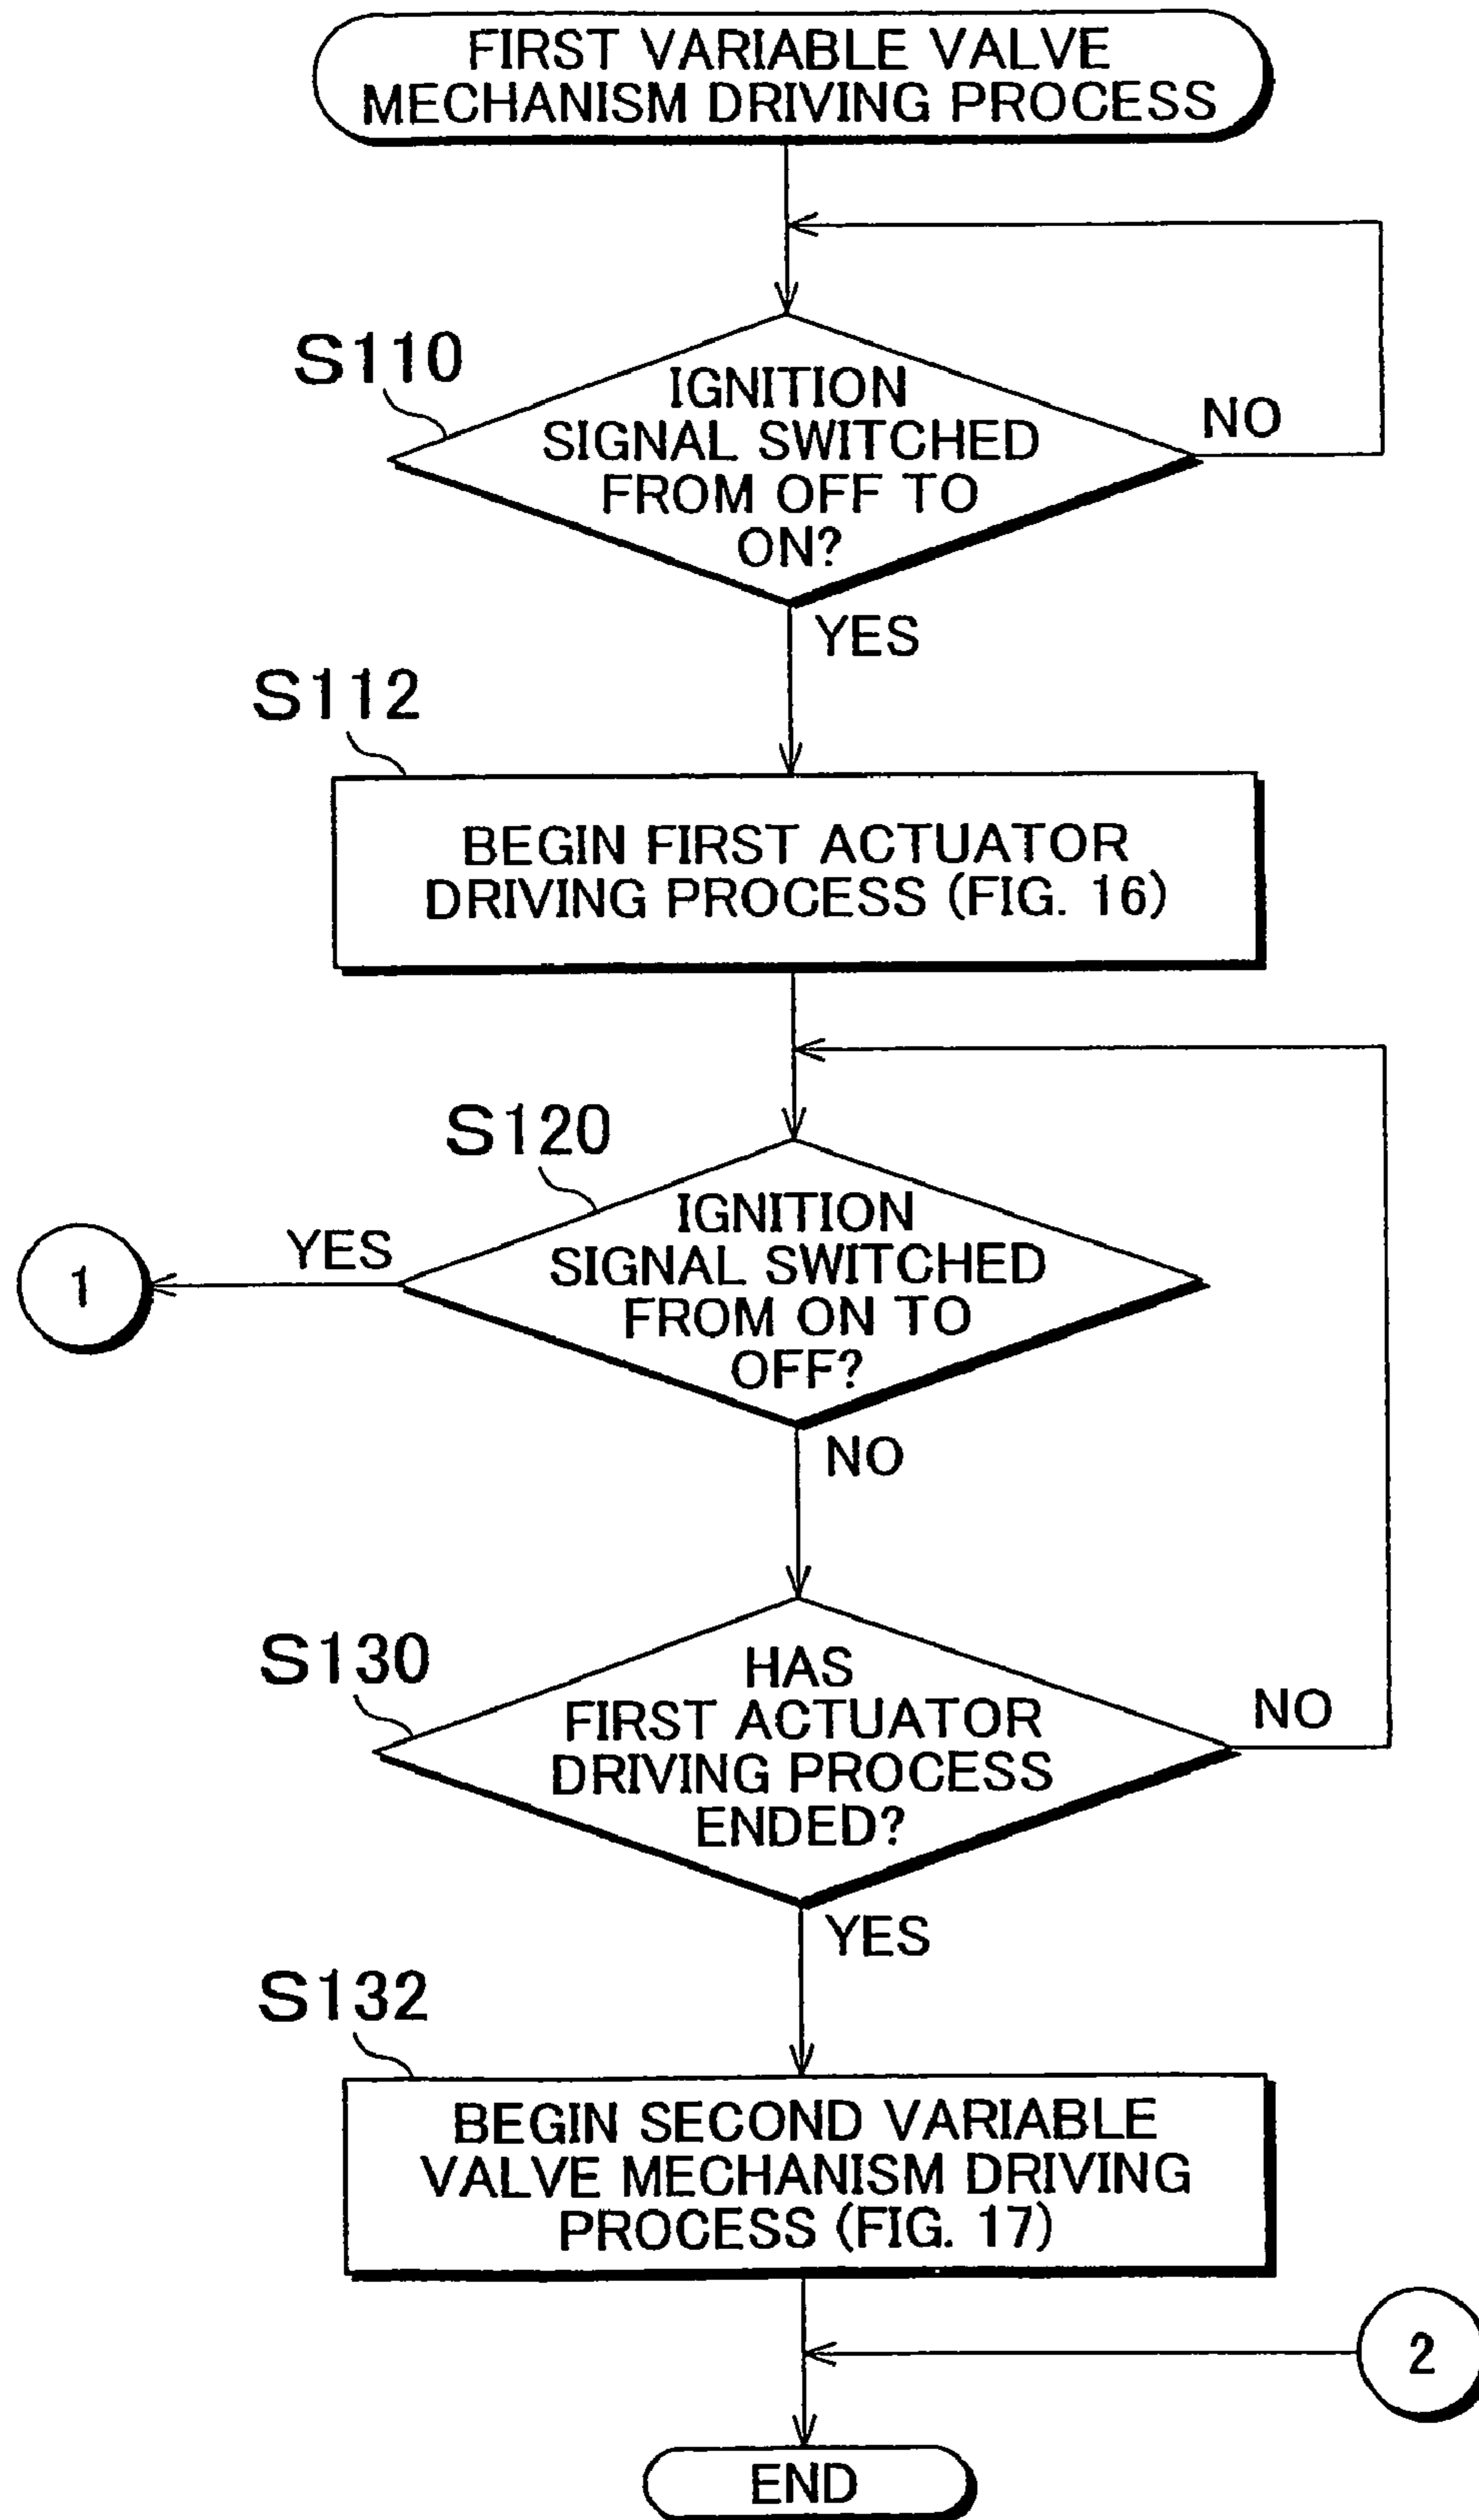 FIRST VARIABLE VALVE
MECHANISM DRIVING PROCESS
S110
IGNITION
SIGNAL SWITCHED
FROM OFF TO
ON?
NO
YES
S112
BEGIN FIRST ACTUATOR
DRIVING PROCESS (FIG. 16)
S120
IGNITION
SIGNAL SWITCHED
FROM ON TO
OFF?
YES
1
NO
S130
HAS
FIRST ACTUATOR
DRIVING PROCESS
ENDED?
NO
YES
S132
BEGIN SECOND VARIABLE
VALVE MECHANISM DRIVING
PROCESS (FIG. 17)
2
END